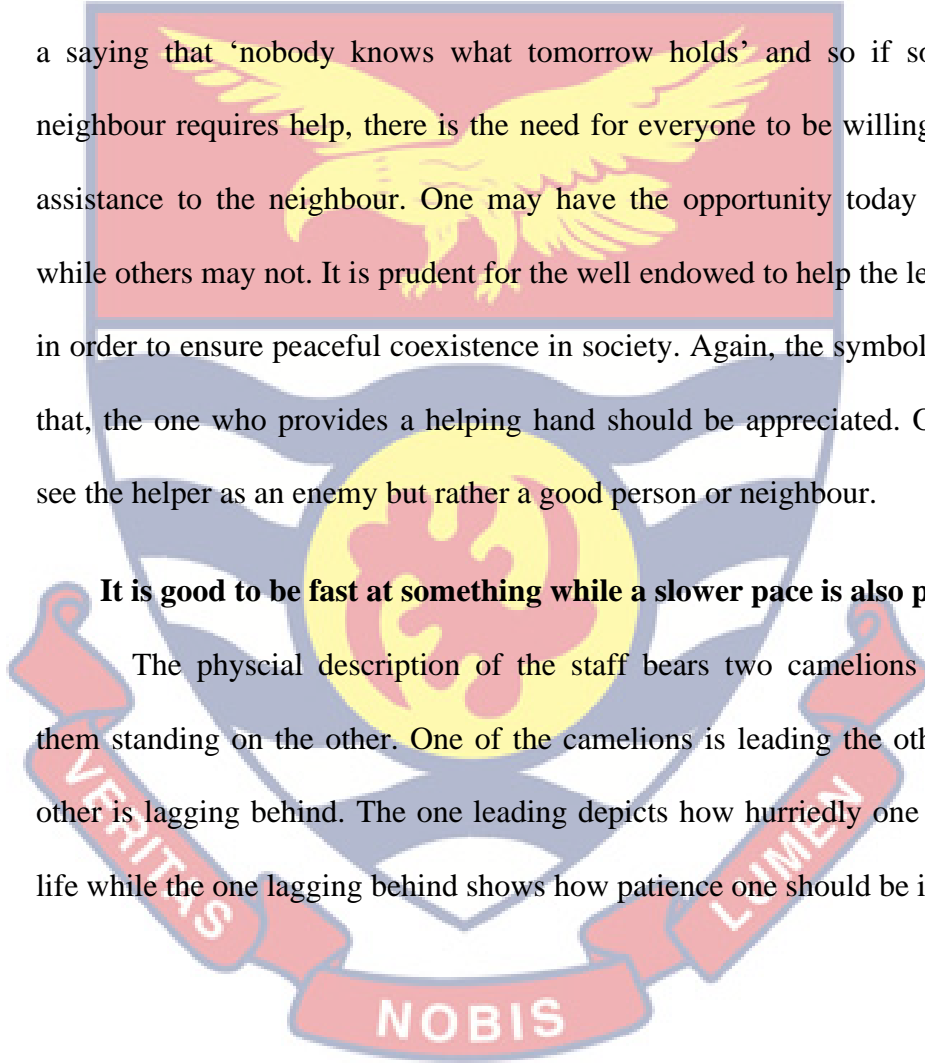 a saying that ‘nobody knows what tomorrow holds’ and so if so
neighbour requires help, there is the need for everyone to be willing
assistance to the neighbour. One may have the opportunity today
while others may not. It is prudent for the well endowed to help the le
in order to ensure peaceful coexistence in society. Again, the symbol
that, the one who provides a helping hand should be appreciated. O
see the helper as an enemy but rather a good person or neighbour.
It is good to be fast at something while a slower pace is also p
The physcial description of the staff bears two camelions
them standing on the other. One of the camelions is leading the oth
other is lagging behind. The one leading depicts how hurriedly one
life while the one lagging behind shows how patience one should be i
VERITAS
NOBIS
LUMEN